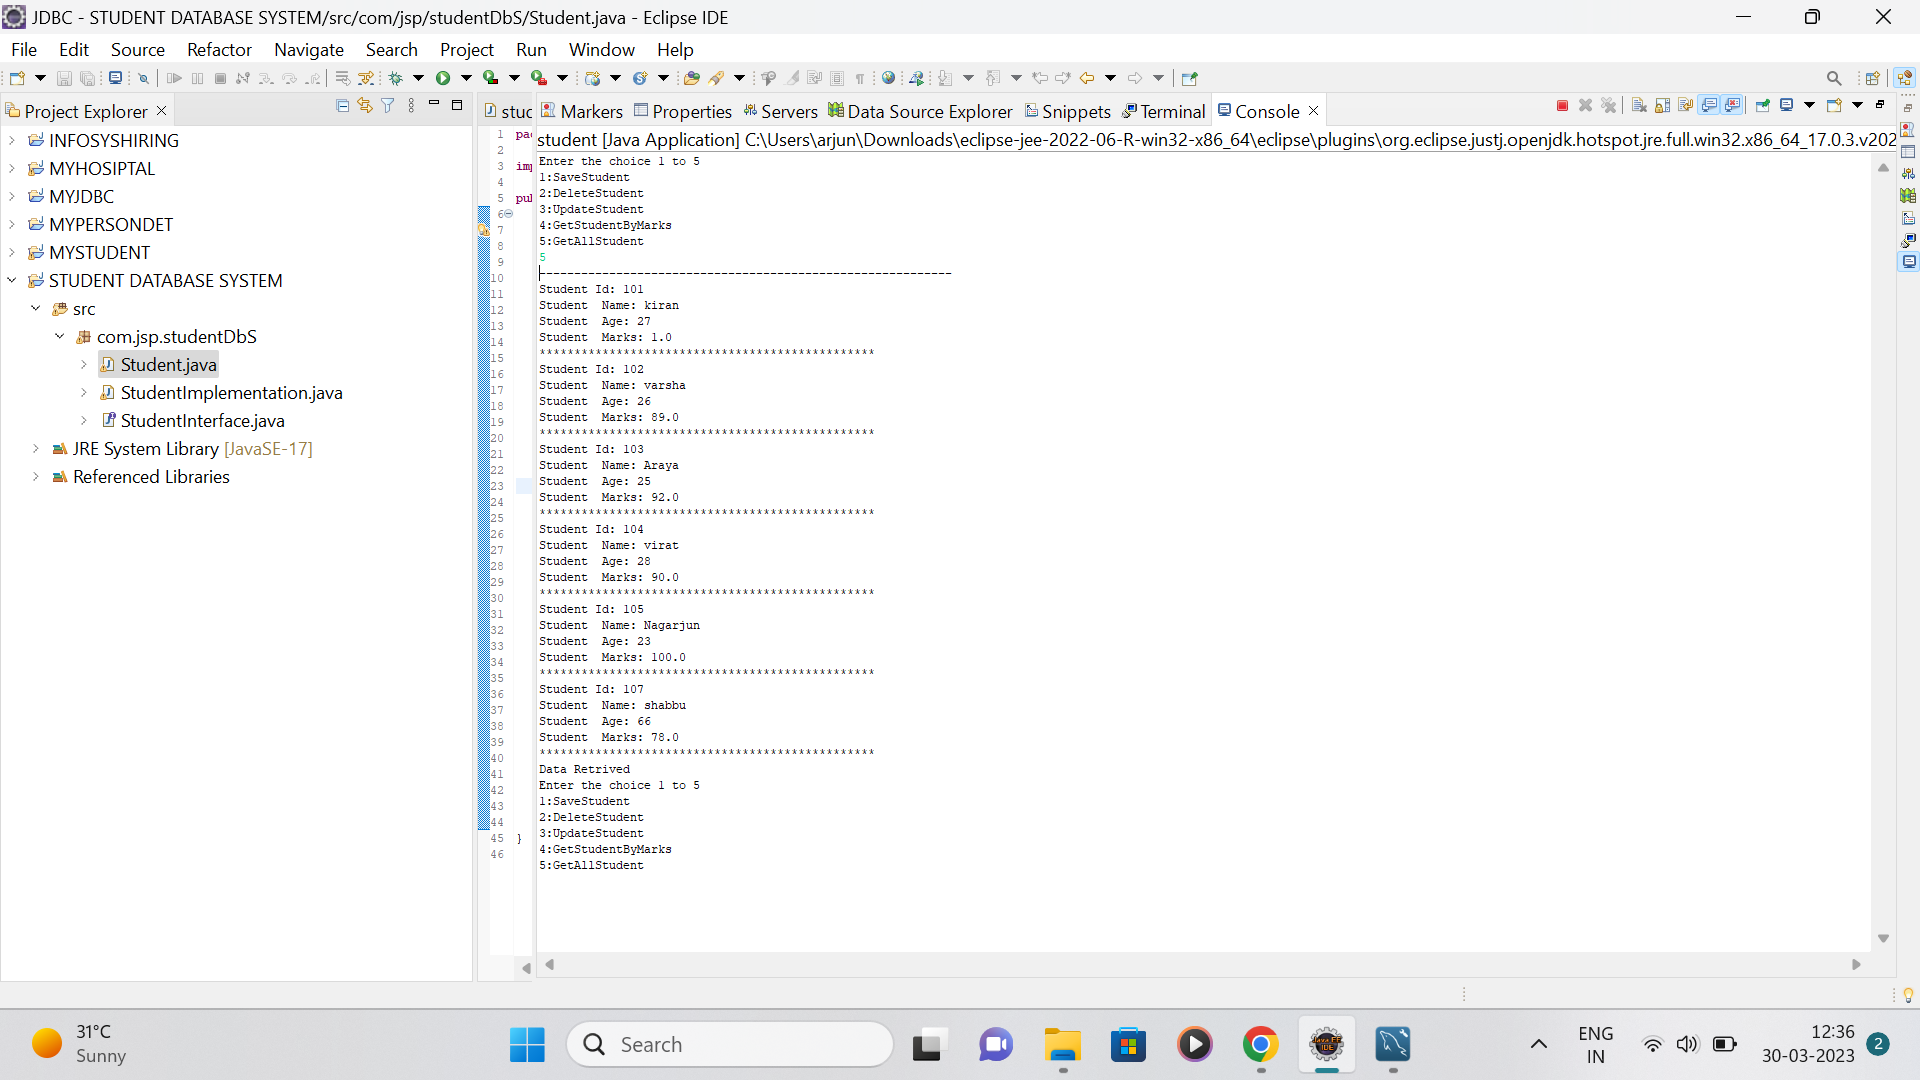 JDBC - STUDENT DATABASE SYSTEM/src/com/jsp/studentDbS/Student.java - Eclipse IDE
File Edit Source Refactor Navigate Search Project Run Window Help
Project Explorer
INFOSYSHIRING
MYHOSIPTAL
MYJDBC
MYPERSONDET
MYSTUDENT
STUDENT DATABASE SYSTEM
src
com.jsp.studentDbS
Student.java
StudentImplementation.java
StudentInterface.java
JRE System Library [JavaSE-17]
Referenced Libraries
stud
1 pac
2
3 imp
4
5 pub
6
7
8
9
10
11
12
13
14
15
16
17
18
19
20
21
22
23
24
25
26
27
28
29
30
31
32
33
34
35
36
37
38
39
40
41
42
43
44
45 }
46
Markers Properties Servers Data Source Explorer Snippets Terminal Console
student [Java Application] C:\Users\arjun\Downloads\eclipse-jee-2022-06-R-win32-x86_64\eclipse\plugins\org.eclipse.justj.openjdk.hotspot.jre.full.win32.x86_64_17.0.3.v202
Enter the choice 1 to 5
1:SaveStudent
2:DeleteStudent
3:UpdateStudent
4:GetStudentByMarks
5:GetAllStudent
5
-----------------------------------------------------------
Student Id: 101
Student  Name: kiran
Student  Age: 27
Student  Marks: 1.0
************************************************
Student Id: 102
Student  Name: varsha
Student  Age: 26
Student  Marks: 89.0
************************************************
Student Id: 103
Student  Name: Araya
Student  Age: 25
Student  Marks: 92.0
************************************************
Student Id: 104
Student  Name: virat
Student  Age: 28
Student  Marks: 90.0
************************************************
Student Id: 105
Student  Name: Nagarjun
Student  Age: 23
Student  Marks: 100.0
************************************************
Student Id: 107
Student  Name: shabbu
Student  Age: 66
Student  Marks: 78.0
************************************************
Data Retrived
Enter the choice 1 to 5
1:SaveStudent
2:DeleteStudent
3:UpdateStudent
4:GetStudentByMarks
5:GetAllStudent
31°C
Sunny
Search
Java EE
IDE
ENG
IN
12:36
30-03-2023
2